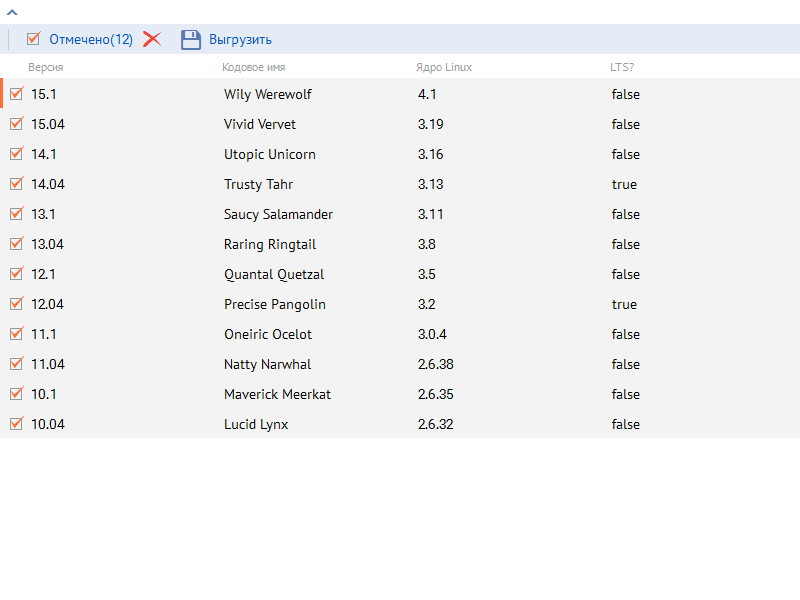 Отмечено(12) Выгрузить
Версия Кодовое имя Ядро Linux LTS?
15.1 Wily Werewolf 4.1 false
15.04 Vivid Vervet 3.19 false
14.1 Utopic Unicorn 3.16 false
14.04 Trusty Tahr 3.13 true
13.1 Saucy Salamander 3.11 false
13.04 Raring Ringtail 3.8 false
12.1 Quantal Quetzal 3.5 false
12.04 Precise Pangolin 3.2 true
11.1 Oneiric Ocelot 3.0.4 false
11.04 Natty Narwhal 2.6.38 false
10.1 Maverick Meerkat 2.6.35 false
10.04 Lucid Lynx 2.6.32 false